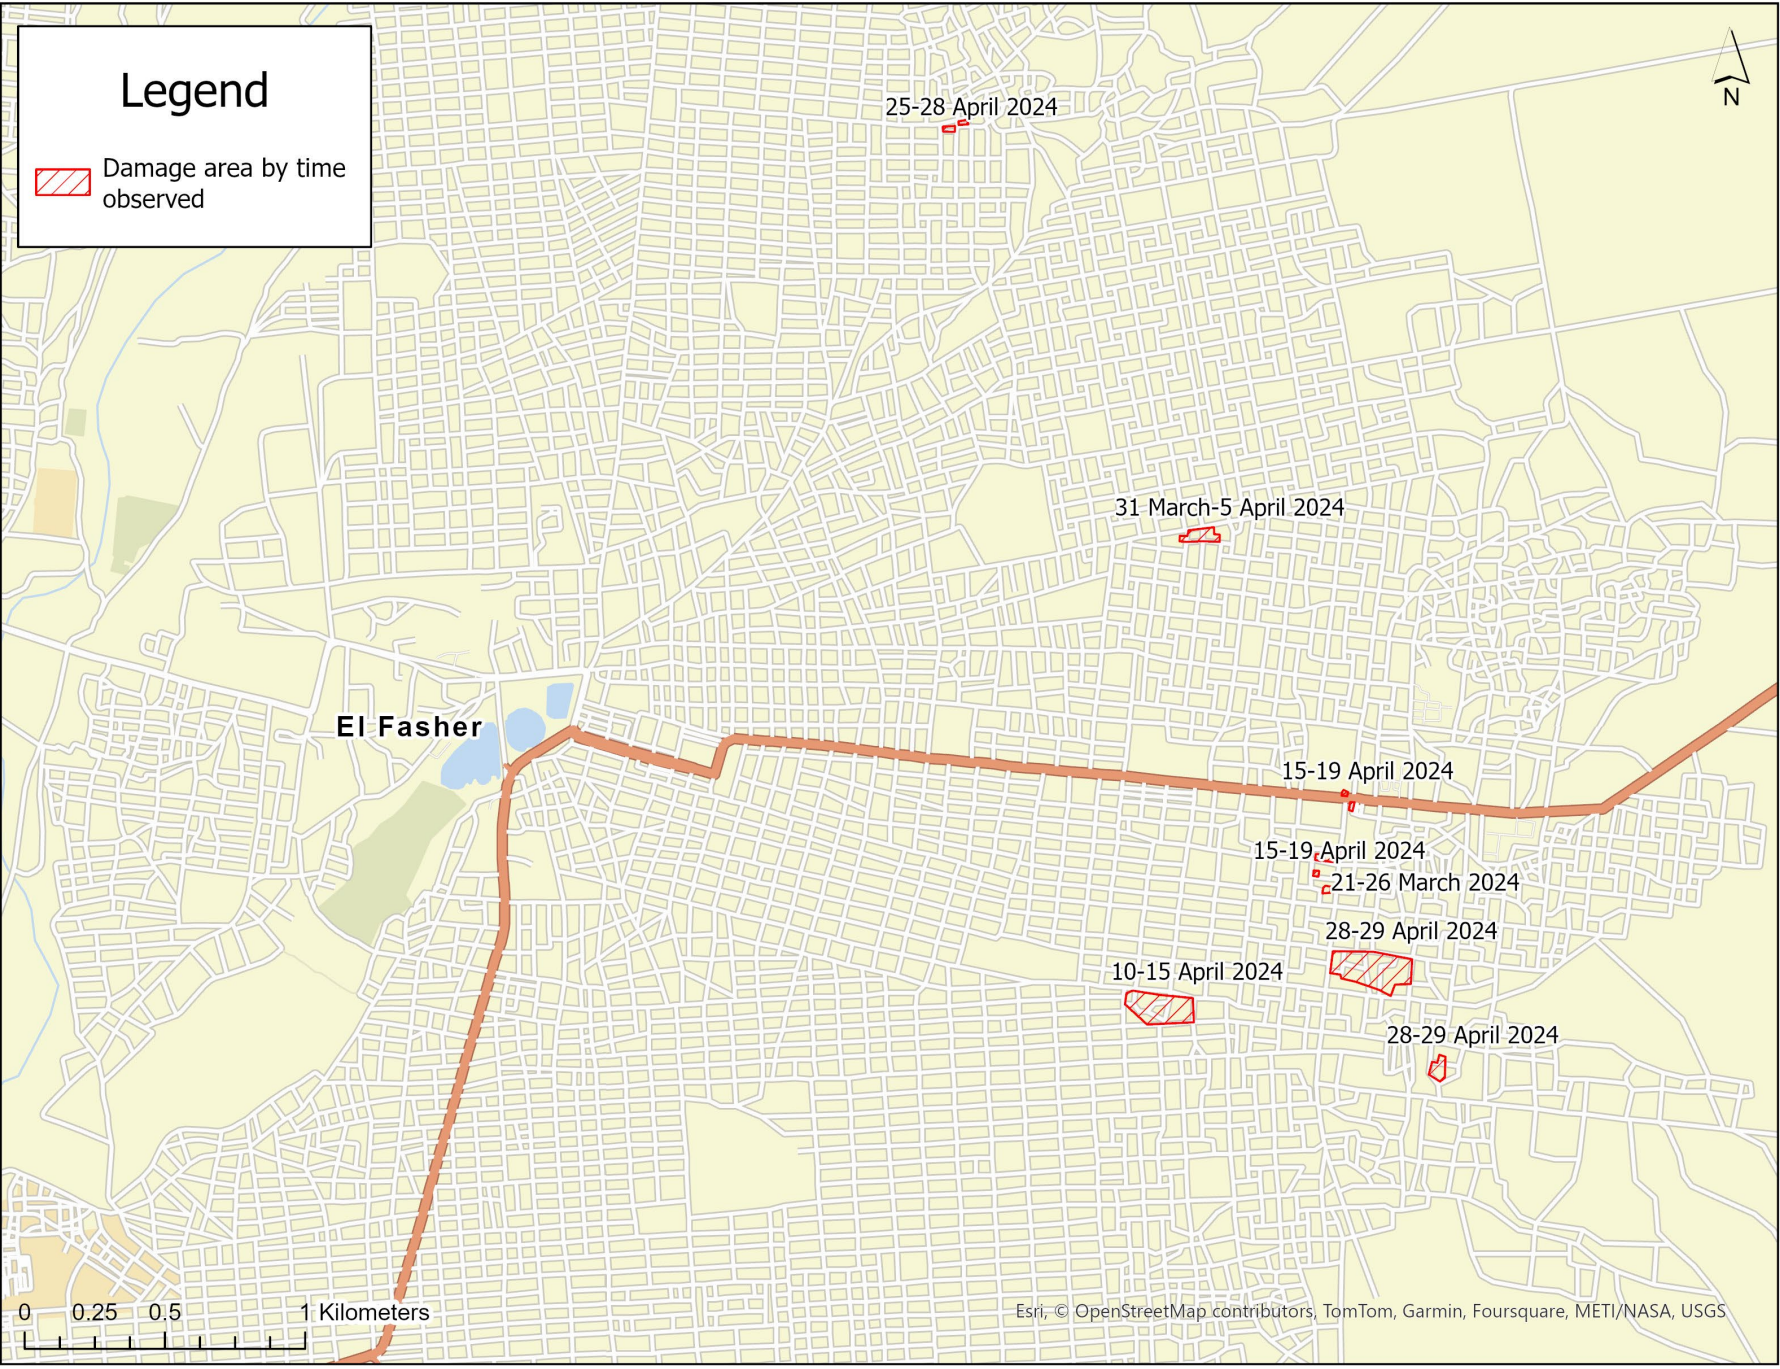 Legend
Damage area by time
observed
N
25-28 April 2024
31 March-5 April 2024
El Fasher
15-19 April 2024
15-19 April 2024
21-26 March 2024
28-29 April 2024
10-15 April 2024
28-29 April 2024
0 0.25 0.5 1 Kilometers
Esri, © OpenStreetMap contributors, TomTom, Garmin, Foursquare, METI/NASA, USGS